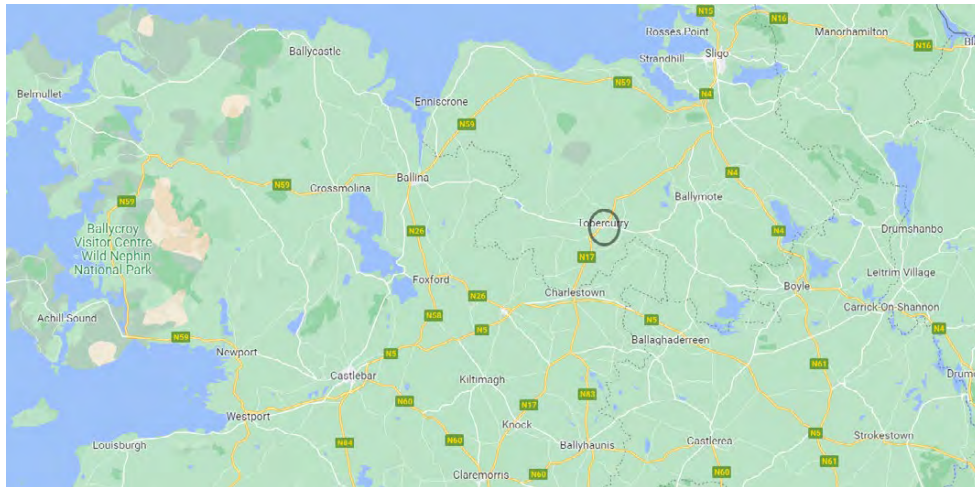 N15
N16
Rosses Point
Manorhamilton
Sligo
N16
Ballycastle
Strandhill
Belmullet
N59
N4
Enniscrone
N59
N59
N4
Crossmolina
Ballina
N59
Ballymote
Ballycroy
Visitor Centre
Wild Nephin
National Park
N26
Tobercurry
N4
Drumshanbo
N17
Foxford
Leitrim Village
N26
Charlestown
Boyle
Carrick-On-Shannon
Achill Sound
N58
N5
N5
N4
N59
Newport
N5
Ballaghaderreen
N61
Castlebar
Kiltimagh
N60
N17
N83
Westport
Knock
N5
Strokestown
Louisburgh
N84
N60
Ballyhaunis
Castlerea
N61
Claremorris
N60
N60